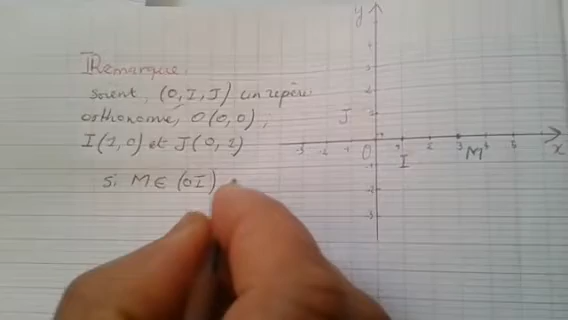 Remarque.
soient, (O,I,J) un repère
orthonormé, O(0,0);
I(1,0) et J(0,1)
Si M∈(OI)
y
J
O
I
M
x